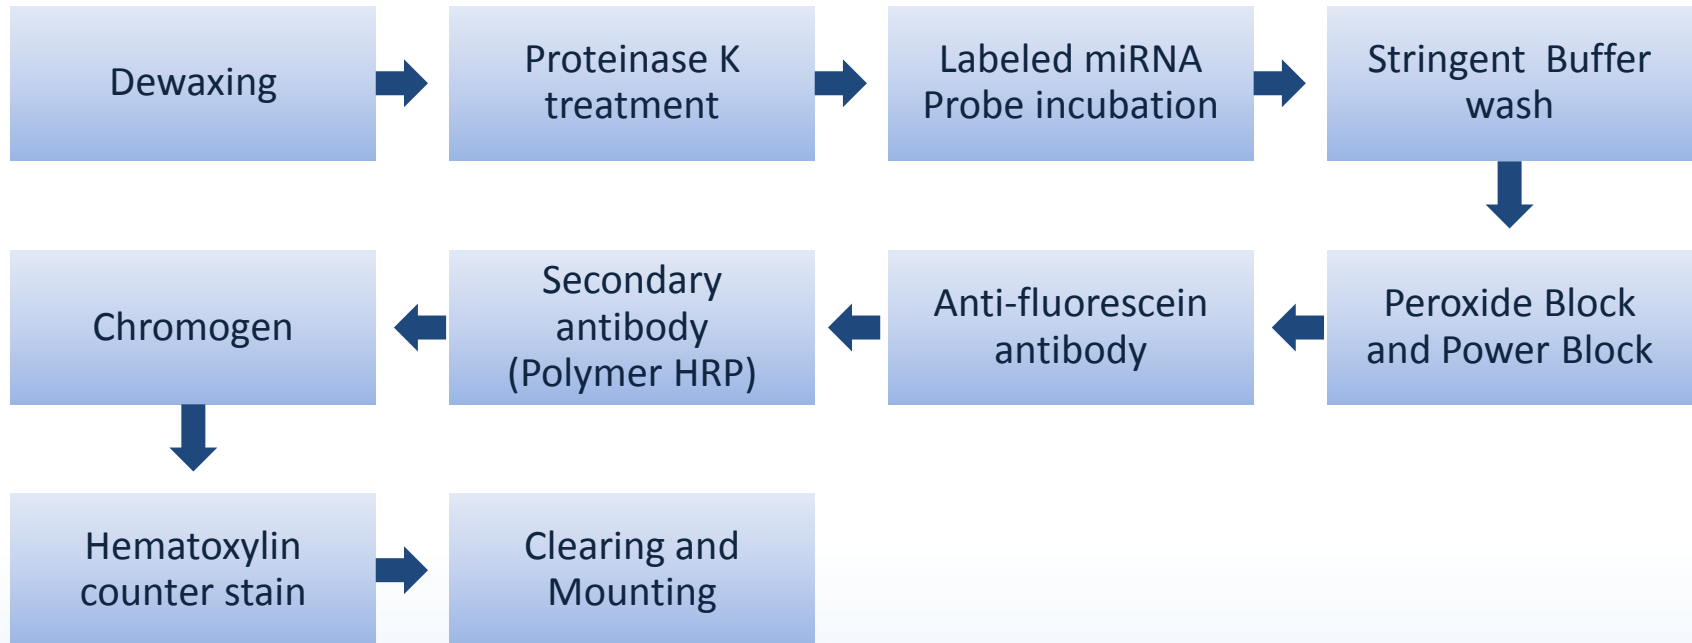 Dewaxing
Proteinase K
treatment
Labeled miRNA
Probe incubation
Stringent  Buffer
wash
Peroxide Block
and Power Block
Anti-fluorescein
antibody
Secondary
antibody
(Polymer HRP)
Chromogen
Hematoxylin
counter stain
Clearing and
Mounting